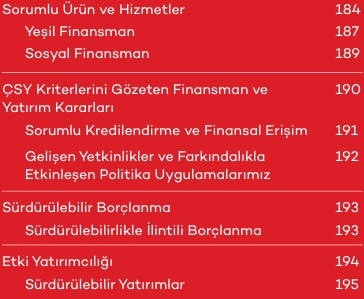 Sorumlu Ürün ve Hizmetler 184
Yeşil Finansman 187
Sosyal Finansman 189
ÇSY Kriterlerini Gözeten Finansman ve 190
Yatırım Kararları
Sorumlu Kredilendirme ve Finansal Erişim 191
Gelişen Yetkinlikler ve Farkındalıkla 192
Etkinleşen Politika Uygulamalarımız
Sürdürülebilir Borçlanma 193
Sürdürülebilirlikle İlintili Borçlanma 193
Etki Yatırımcılığı 194
Sürdürülebilir Yatırımlar 195